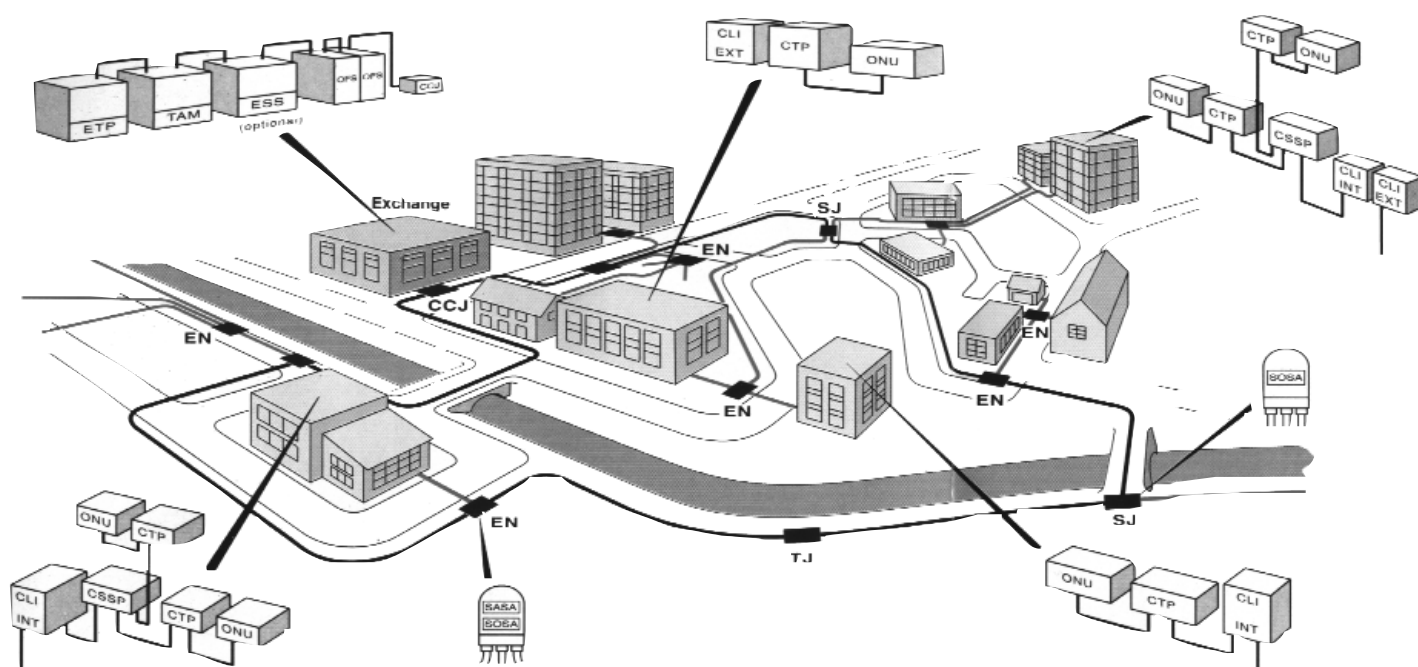 CLI
EXT
CTP
ONU
CTP
ONU
OPS
OPS
CCJ
ESS
TAM
ETP
(optional)
ONU
CTP
CSSP
CLI
INT
CLI
EXT
Exchange
SJ
EN
CCJ
EN
EN
EN
EN
SOSA
EN
SJ
TJ
ONU
CTP
CLI
INT
CSSP
CTP
ONU
SASA
SOSA
ONU
CTP
CLI
INT